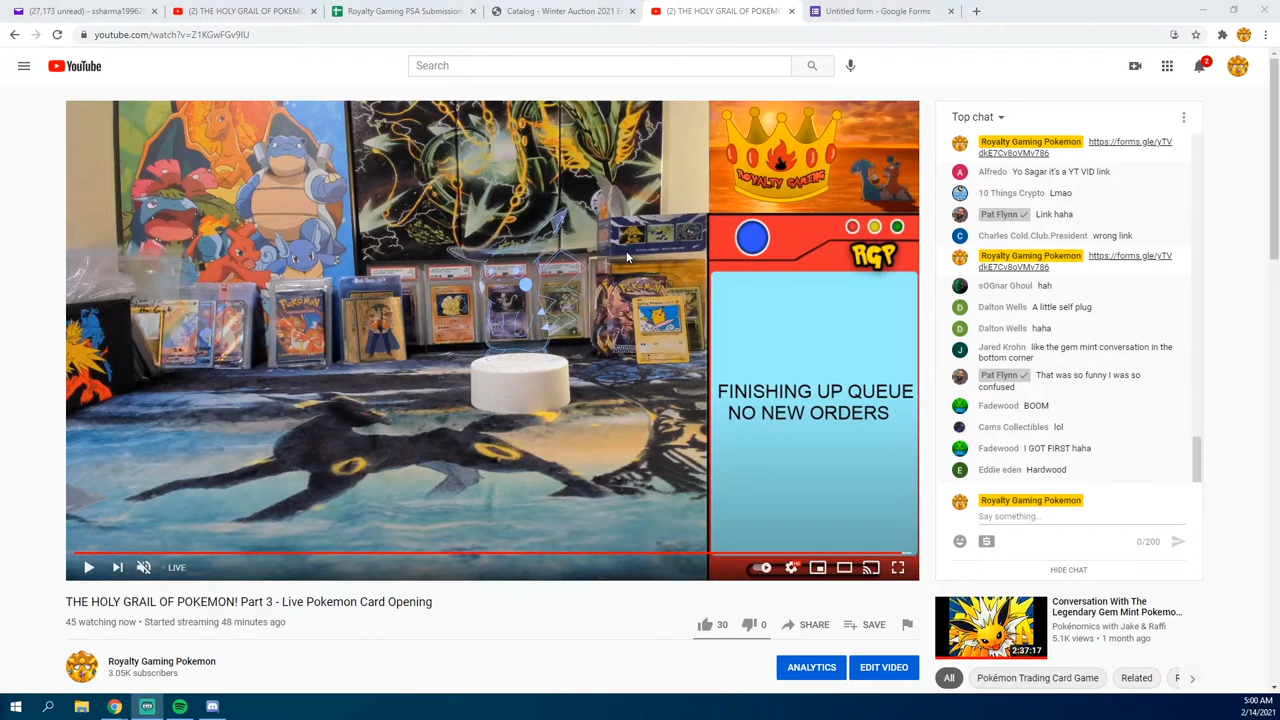 (27,173 unread) - ssharma19962
(2) THE HOLY GRAIL OF POKEMON
Royalty Gaming PSA Submission
Catalog - Winter Auction 2021 E
(2) THE HOLY GRAIL OF POKEMON
Untitled form - Google Forms
youtube.com/watch?v=Z1KGwFGv9IU
YouTube
Search
2
ROYALTY GAMING
RGP
POKéMON
FINISHING UP QUEUE
NO NEW ORDERS
LIVE
HD
Top chat
Royalty Gaming Pokemon https://forms.gle/yTV
dkE7Cv8oVMv786
Alfredo Yo Sagar it's a YT VID link
10 Things Crypto Lmao
Pat Flynn Link haha
Charles Cold.Club.President wrong link
Royalty Gaming Pokemon https://forms.gle/yTV
dkE7Cv8oVMv786
sOGnar Ghoul hah
Dalton Wells A little self plug
Dalton Wells haha
Jared Krohn like the gem mint conversation in the
bottom corner
Pat Flynn That was so funny I was so
confused
Fadewood BOOM
Cams Collectibles lol
Fadewood I GOT FIRST haha
Eddie eden Hardwood
Royalty Gaming Pokemon
Say something...
0/200
HIDE CHAT
THE HOLY GRAIL OF POKEMON! Part 3 - Live Pokemon Card Opening
45 watching now • Started streaming 48 minutes ago
30
0
SHARE
SAVE
Royalty Gaming Pokemon
3.05K subscribers
ANALYTICS
EDIT VIDEO
Conversation With The
Legendary Gem Mint Pokemo...
Pokénomics with Jake & Raffi
5.1K views • 1 month ago
2:37:17
All
Pokémon Trading Card Game
Related
5:00 AM
2/14/2021